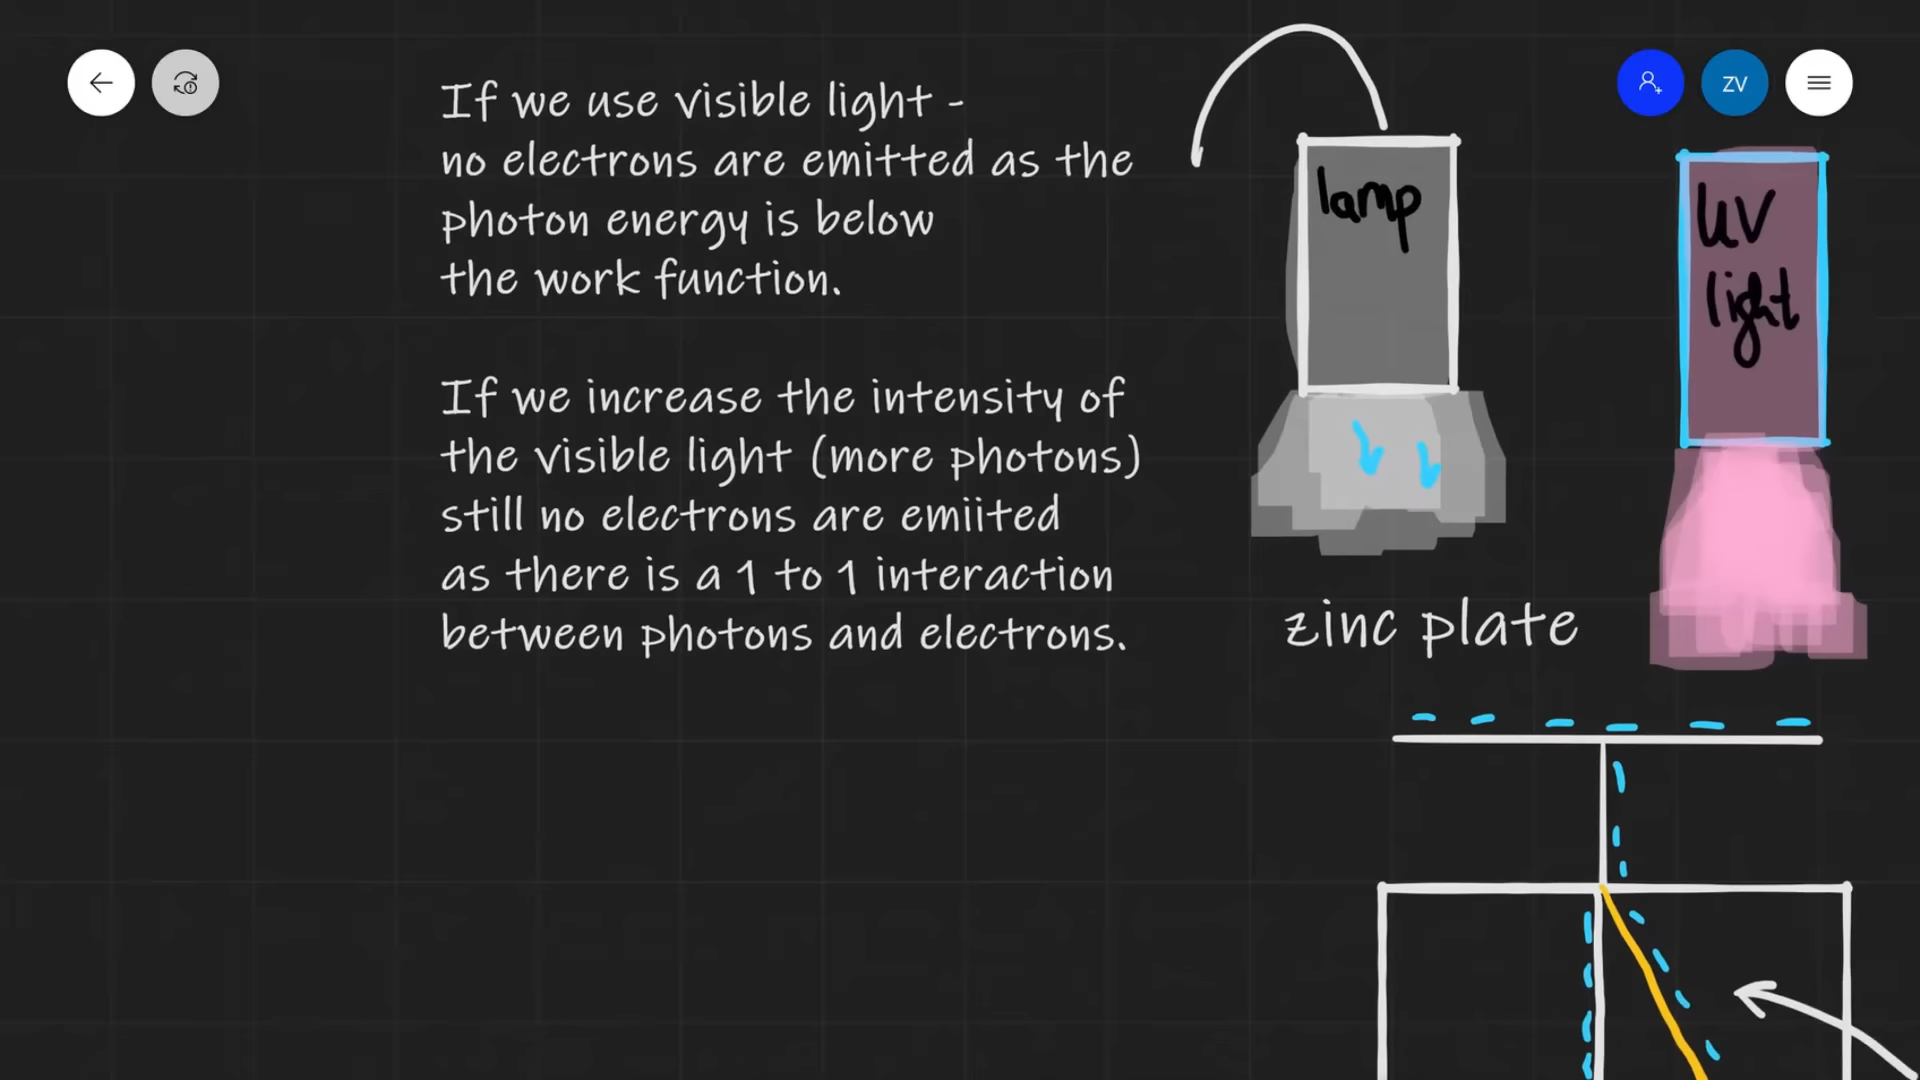 If we use visible light -
no electrons are emitted as the
photon energy is below
the work function.
If we increase the intensity of
the visible light (more photons)
still no electrons are emiited
as there is a 1 to 1 interaction
between photons and electrons.
lamp
ZV
UV
light
zinc plate